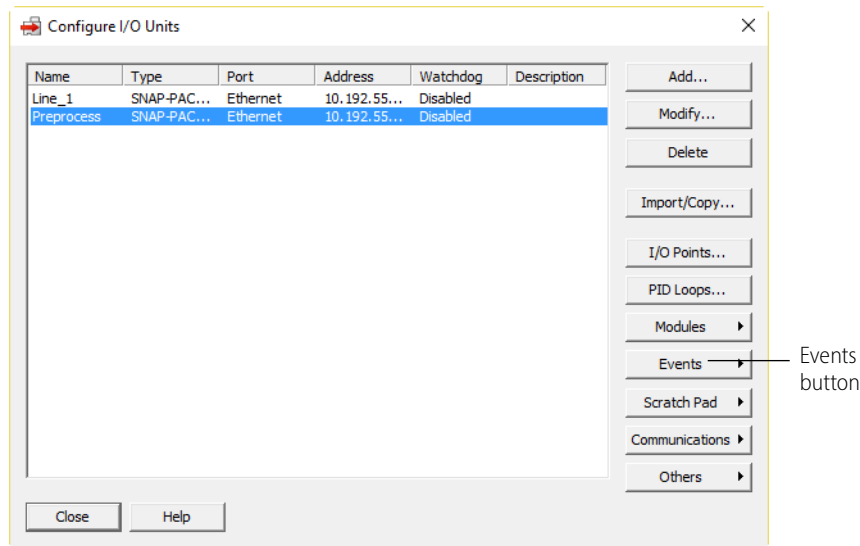 Configure I/O Units
Name Type Port Address Watchdog Description
Line_1 SNAP-PAC... Ethernet 10.192.55... Disabled
Preprocess SNAP-PAC... Ethernet 10.192.55... Disabled
Add...
Modify...
Delete
Import/Copy...
I/O Points...
PID Loops...
Modules
Events
Scratch Pad
Communications
Others
Events
button
Close Help